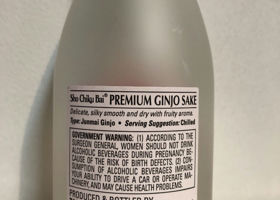 Sho Chiku Bai® PREMIUM GINJO SAKE
Delicate, silky smooth and dry with fruity aroma.
Type: Junmai Ginjo • Serving Suggestion: Chilled
GOVERNMENT WARNING: (1) ACCORDING TO THE
SURGEON GENERAL, WOMEN SHOULD NOT DRINK
ALCOHOLIC BEVERAGES DURING PREGNANCY BE-
CAUSE OF THE RISK OF BIRTH DEFECTS. (2) CON-
SUMPTION OF ALCOHOLIC BEVERAGES IMPAIRS
YOUR ABILITY TO DRIVE A CAR OR OPERATE MA-
CHINERY, AND MAY CAUSE HEALTH PROBLEMS.
PRODUCED & BOTTLED BY